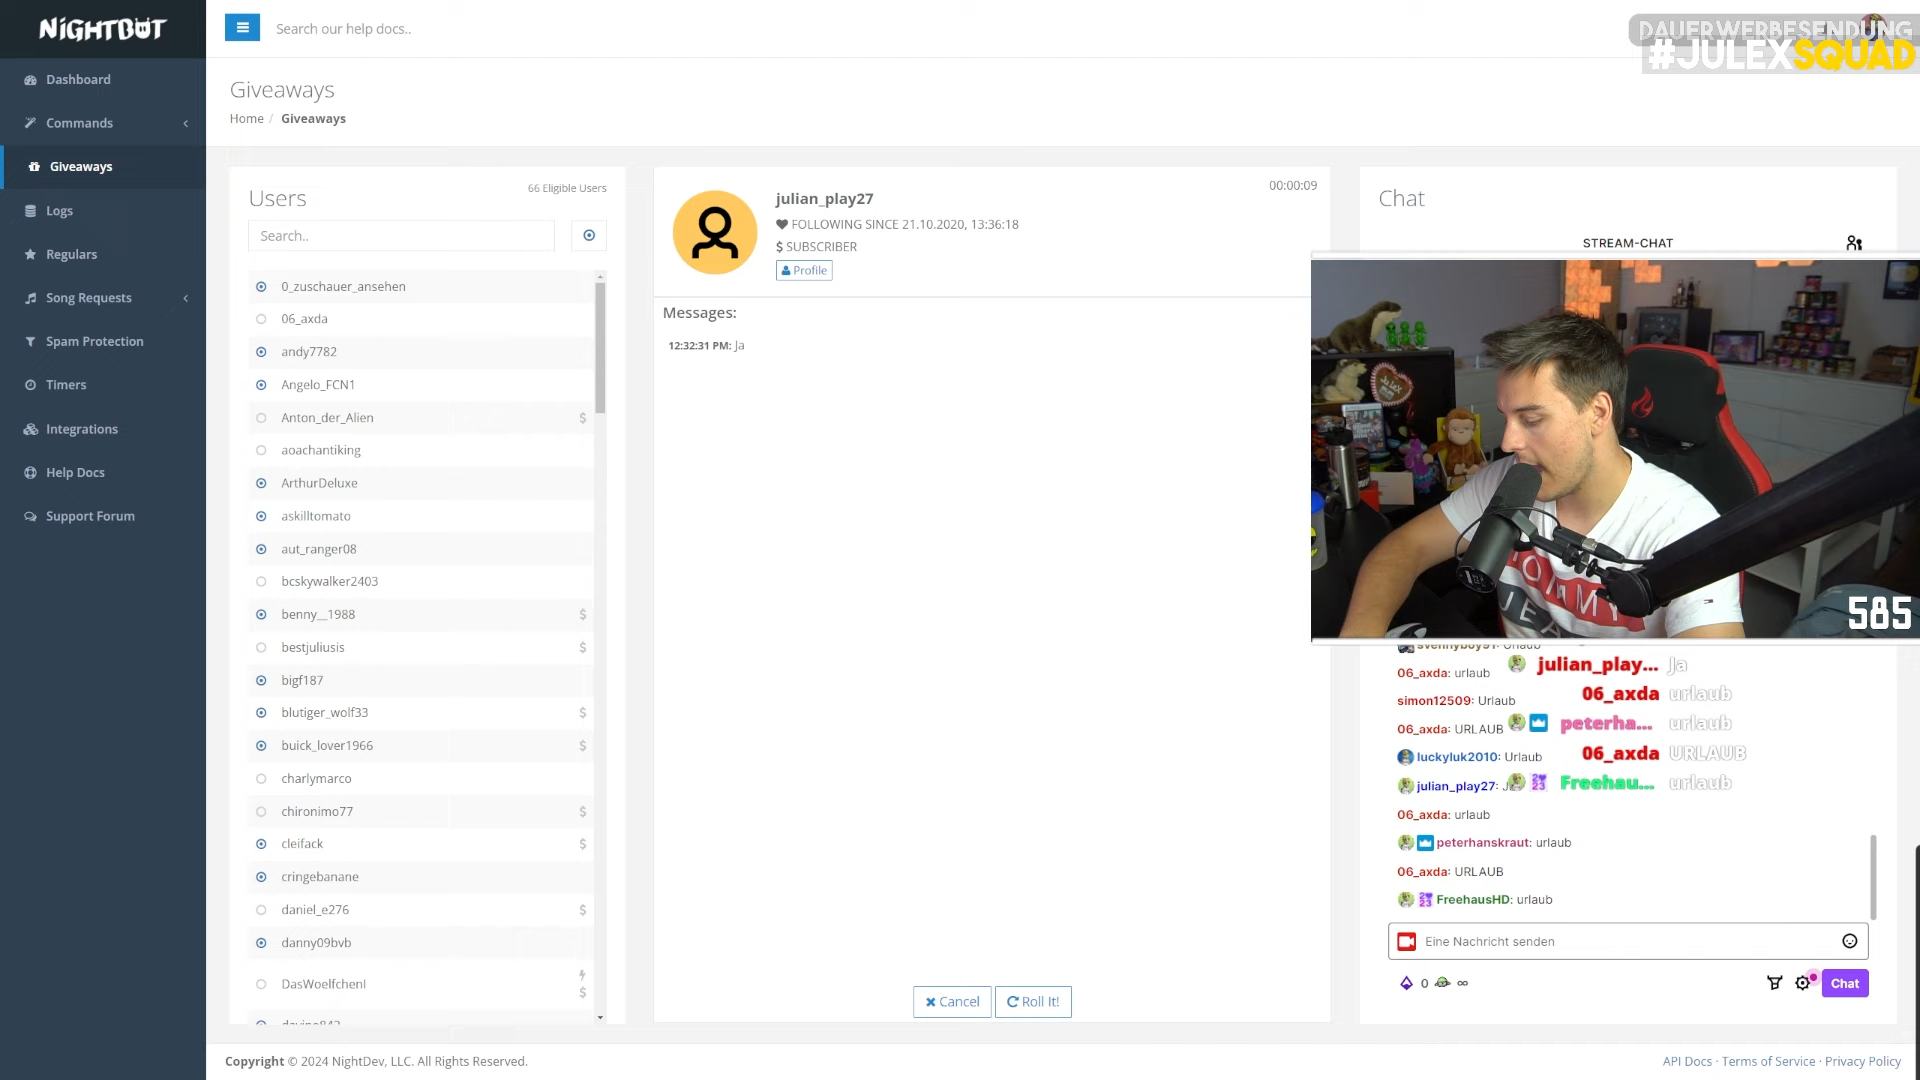 NIGHTBOT
Search our help docs..
DAUERWERBESENDUNG
#JULEXSQUAD
Dashboard
Commands
Giveaways
Logs
Regulars
Song Requests
Spam Protection
Timers
Integrations
Help Docs
Support Forum
Giveaways
Home / Giveaways
Users
66 Eligible Users
Search..
0_zuschauer_ansehen
06_axda
andy7782
Angelo_FCN1
Anton_der_Alien $
aoachantiking
ArthurDeluxe
askilltomato
aut_ranger08
bcskywalker2403
benny__1988 $
bestjuliusis $
bigf187
blutiger_wolf33 $
buick_lover1966 $
charlymarco
chironimo77 $
cleifack $
cringebanane
daniel_e276 $
danny09bvb
DasWoelfchenl $
julian_play27
00:00:09
FOLLOWING SINCE 21.10.2020, 13:36:18
$ SUBSCRIBER
Profile
Messages:
12:32:31 PM: Ja
Cancel
Roll It!
Chat
STREAM-CHAT
585
julian_play... Ja
06_axda urlaub
peterha... urlaub
06_axda URLAUB
Freehau... urlaub
06_axda: urlaub
simon12509: Urlaub
06_axda: URLAUB
luckyluk2010: Urlaub
julian_play27:
06_axda: urlaub
peterhanskraut: urlaub
06_axda: URLAUB
FreehausHD: urlaub
Eine Nachricht senden
0 ∞
Chat
Copyright © 2024 NightDev, LLC. All Rights Reserved.
API Docs · Terms of Service · Privacy Policy